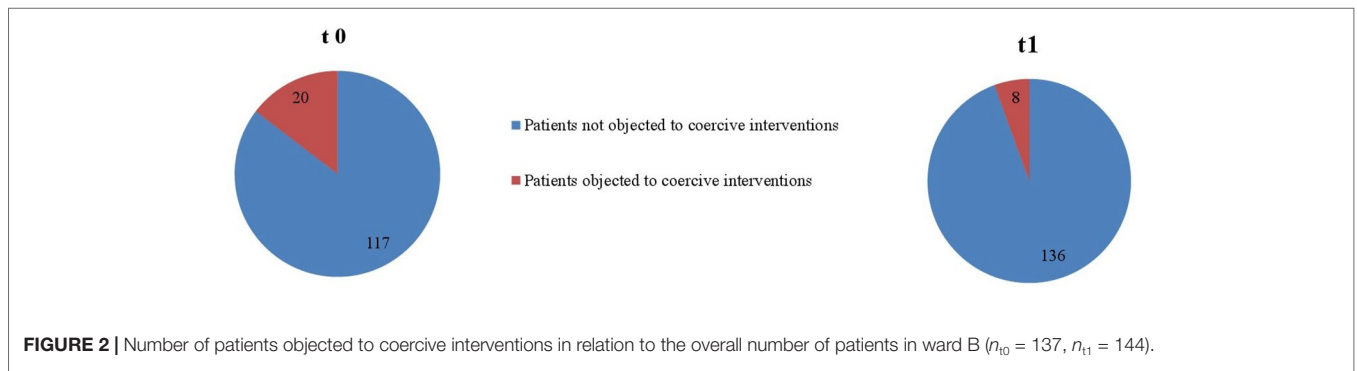 t 0
20
117
Patients not objected to coercive interventions
Patients objected to coercive interventions
t1
8
136
FIGURE 2 | Number of patients objected to coercive interventions in relation to the overall number of patients in ward B (nt0 = 137, nt1 = 144).